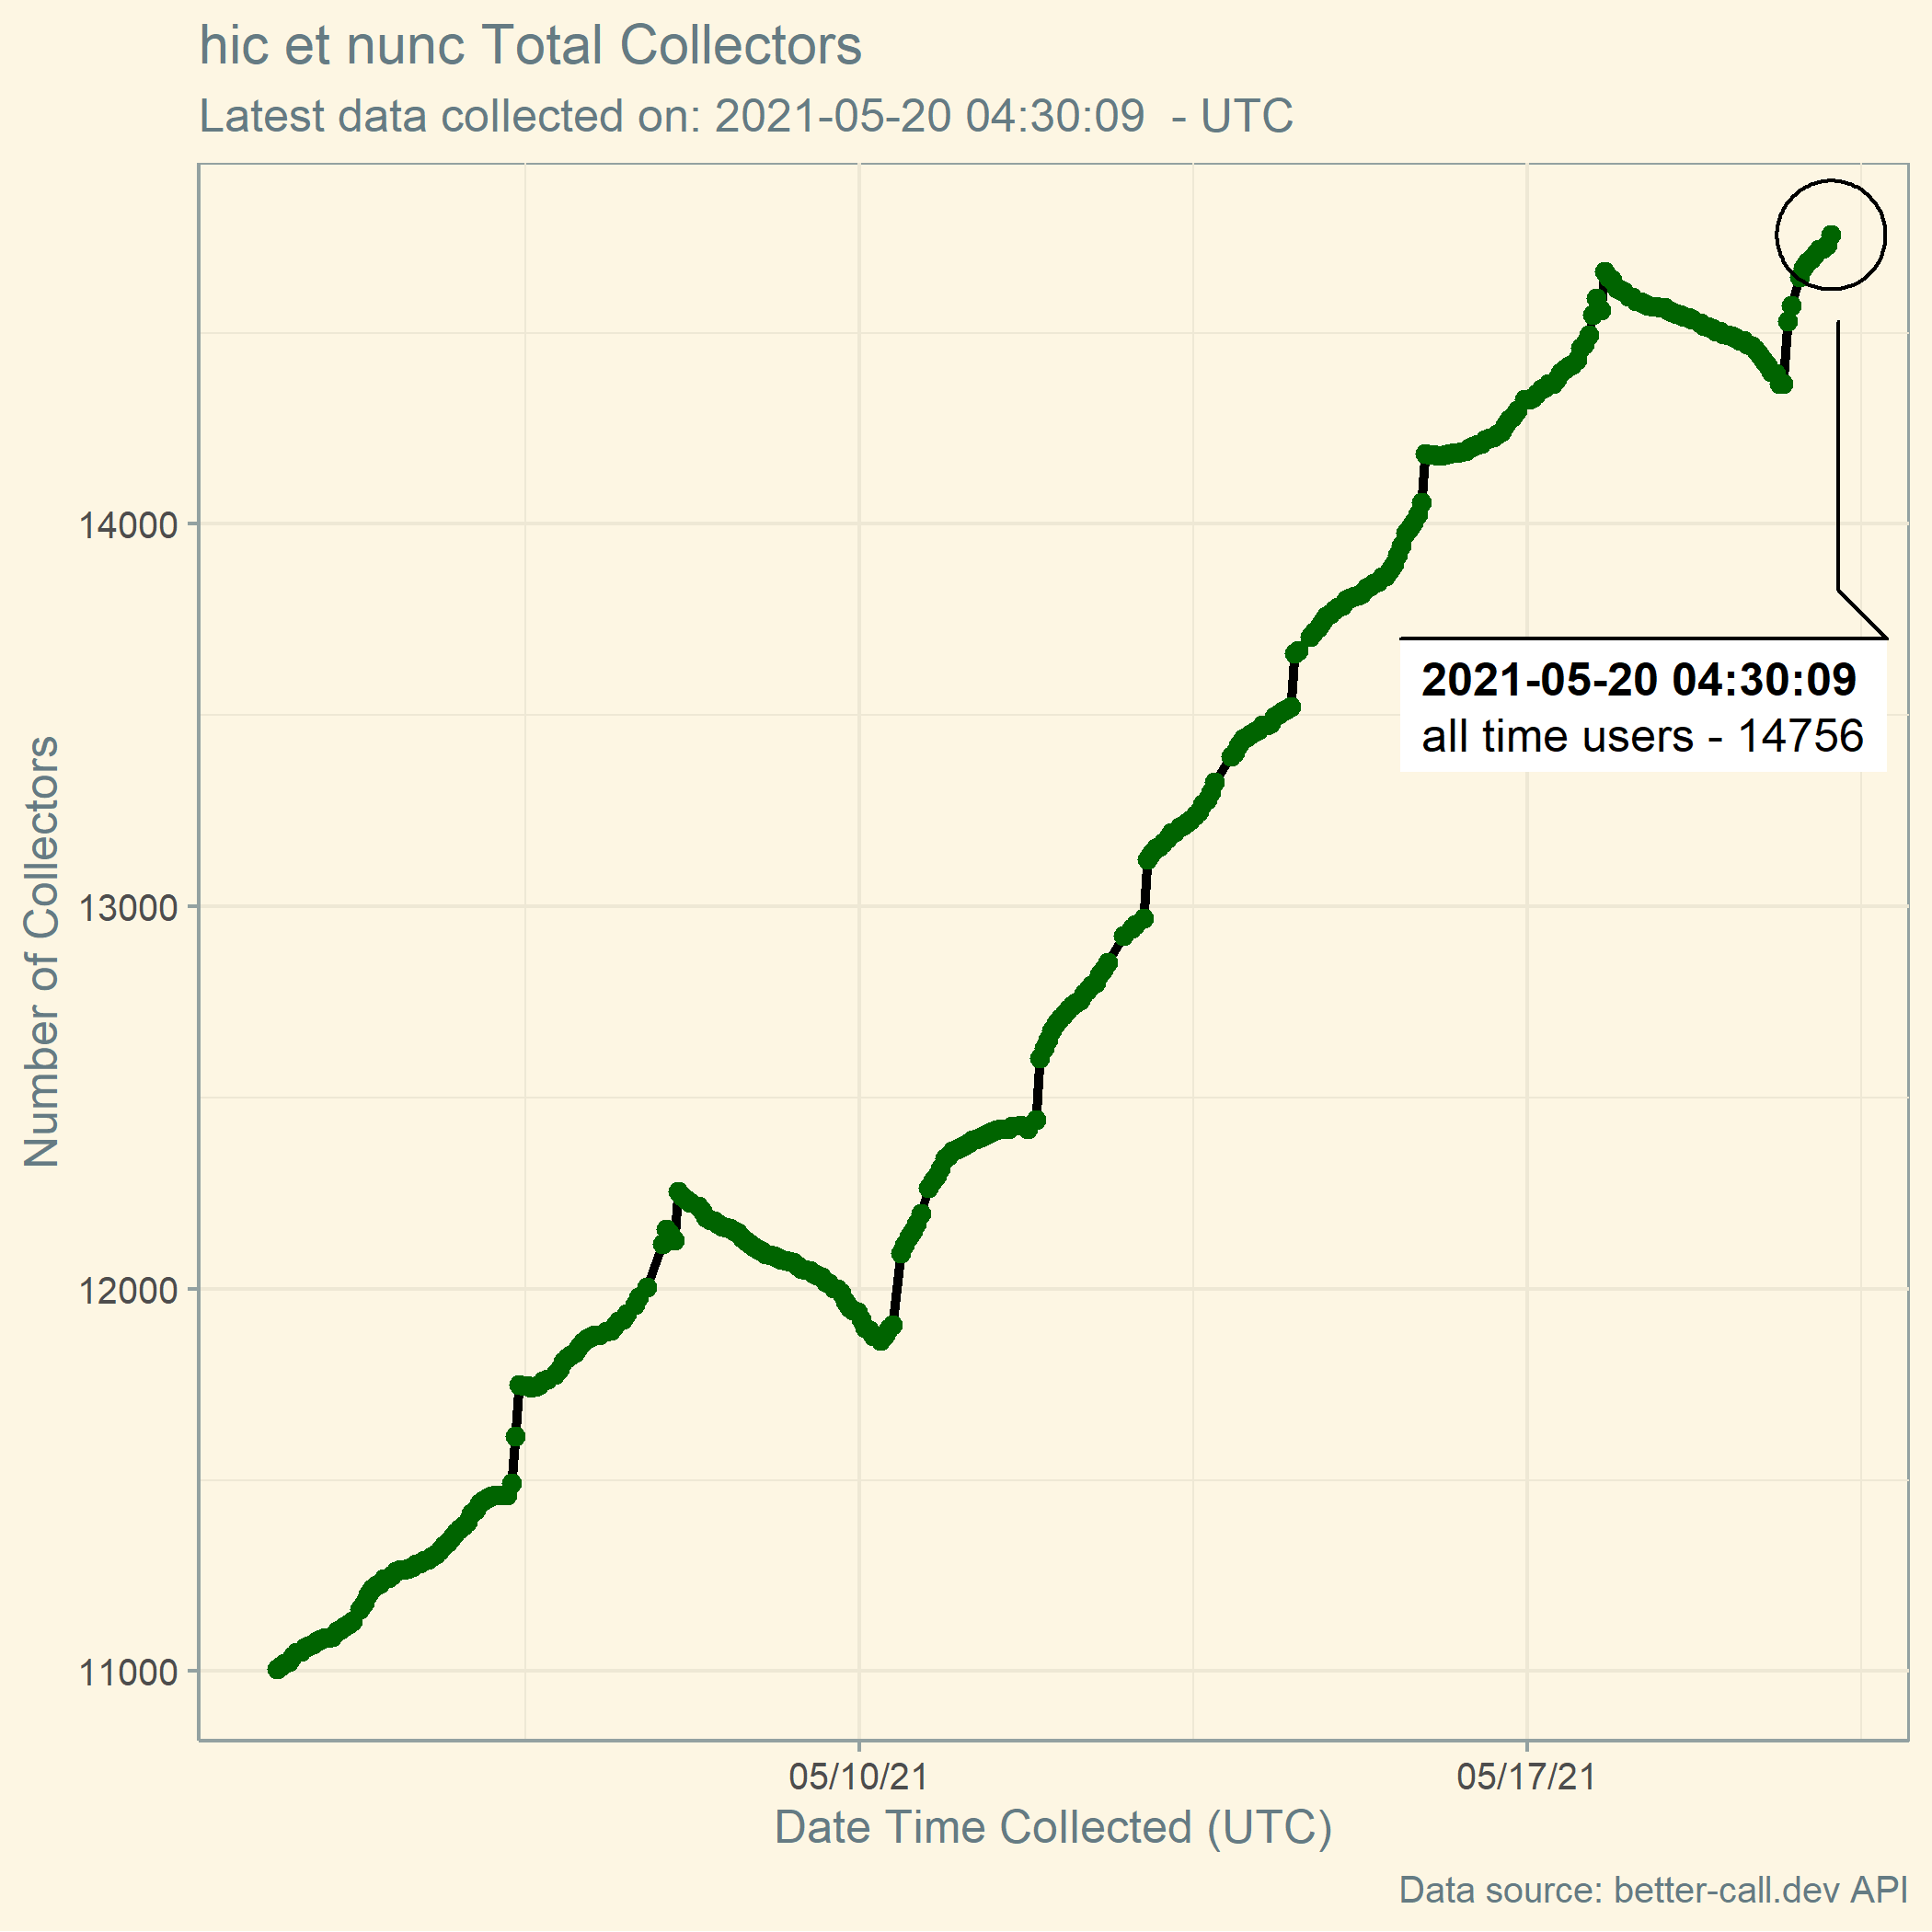 hic et nunc Total Collectors
Latest data collected on: 2021-05-20 04:30:09  - UTC
Number of Collectors
14000
13000
12000
11000
2021-05-20 04:30:09
all time users - 14756
05/10/21
05/17/21
Date Time Collected (UTC)
Data source: better-call.dev API